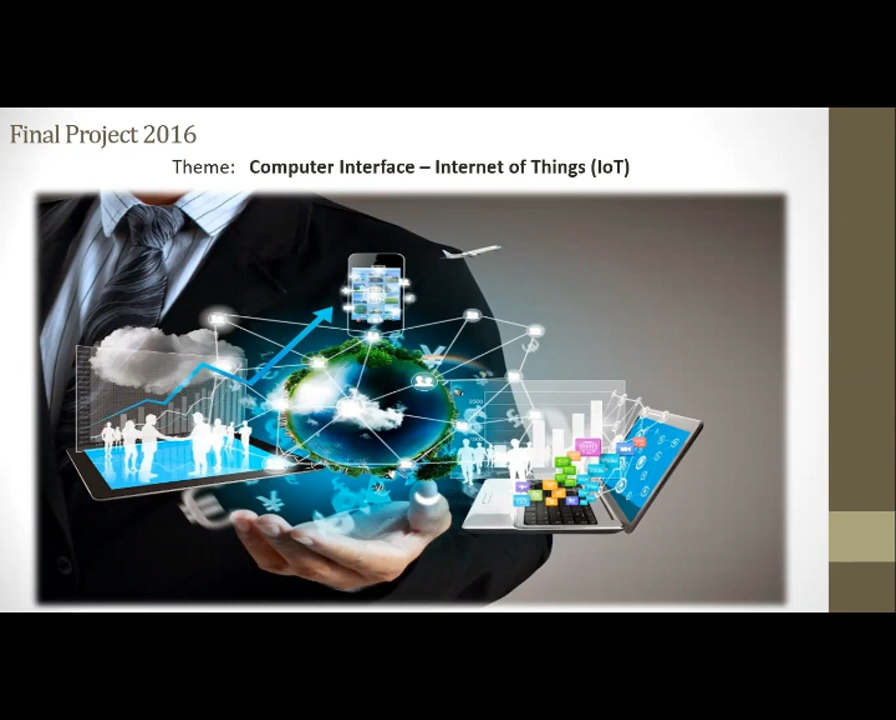 Final Project 2016
Theme: Computer Interface – Internet of Things (IoT)